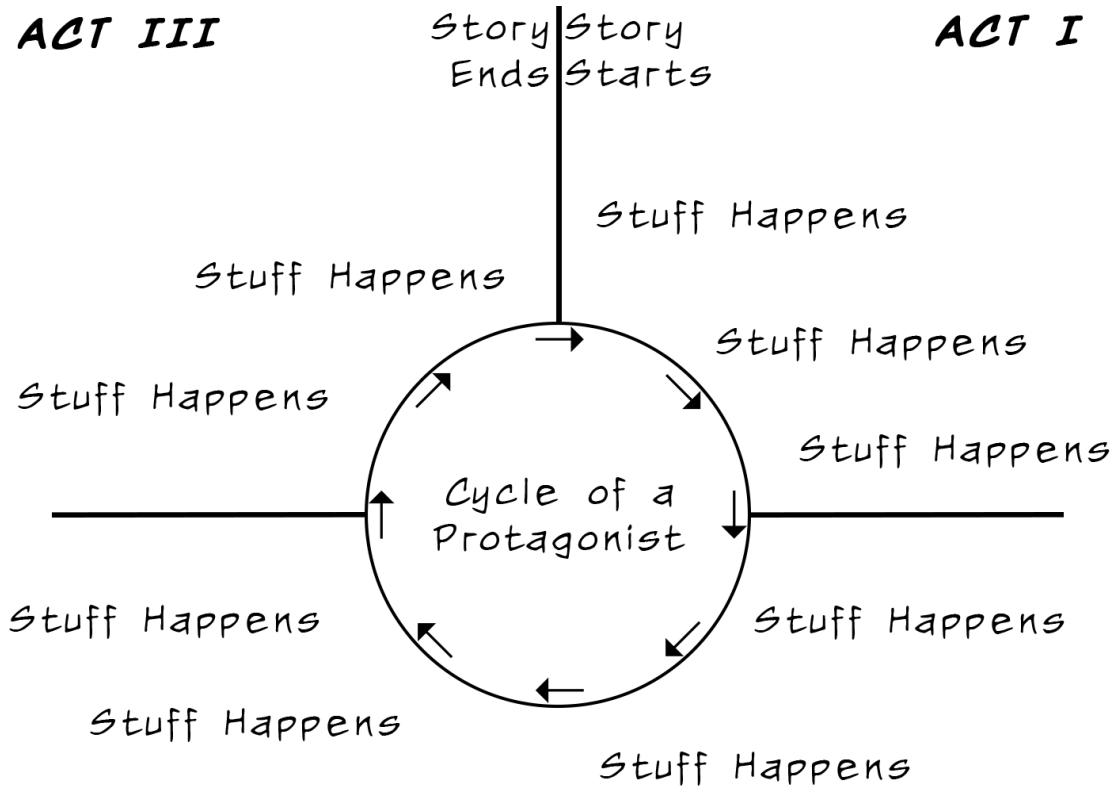 ACT III
Story
Ends
Story
Starts
ACT I
Stuff Happens
Stuff Happens
Stuff Happens
Stuff Happens
Stuff Happens
Cycle of a
Protagonist
Stuff Happens
Stuff Happens
Stuff Happens
Stuff Happens